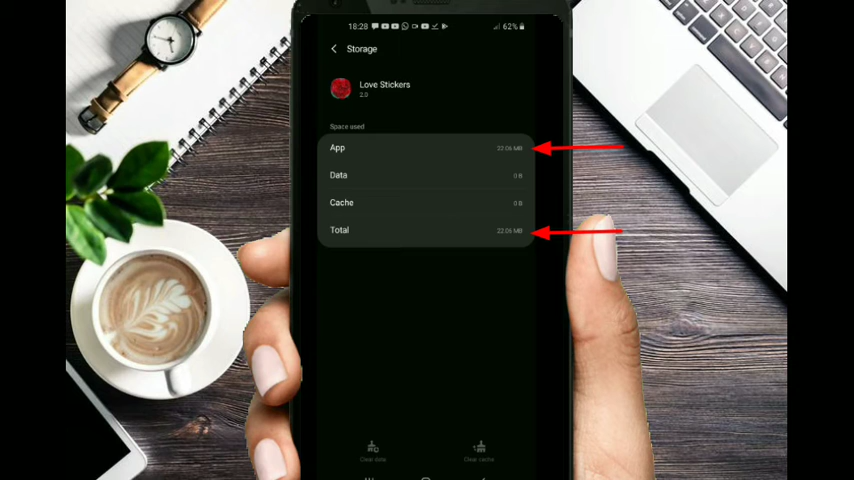 18:28
62%
Storage
Love Stickers
2.0
Space used
App 22.06 MB
Data 0 B
Cache 0 B
Total 22.06 MB
Clear data
Clear cache